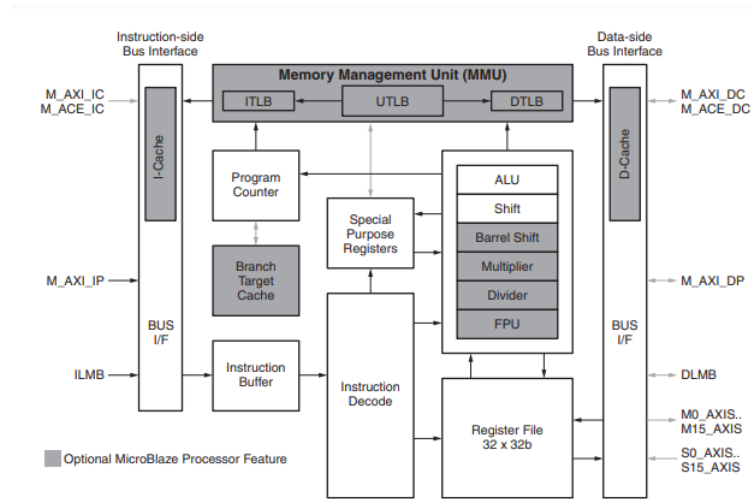 Instruction-side
Bus Interface
Data-side
Bus Interface
Memory Management Unit (MMU)
ITLB
UTLB
DTLB
M_AXI_IC
M_ACE_IC
M_AXI_DC
M_ACE_DC
I-Cache
D-Cache
Program
Counter
Special
Purpose
Registers
ALU
Shift
Barrel Shift
Multiplier
Divider
FPU
Branch
Target
Cache
M_AXI_IP
M_AXI_DP
BUS
I/F
BUS
I/F
ILMB
DLMB
Instruction
Buffer
Instruction
Decode
Register File
32 x 32b
M0_AXIS..
M15_AXIS
S0_AXIS..
S15_AXIS
Optional MicroBlaze Processor Feature